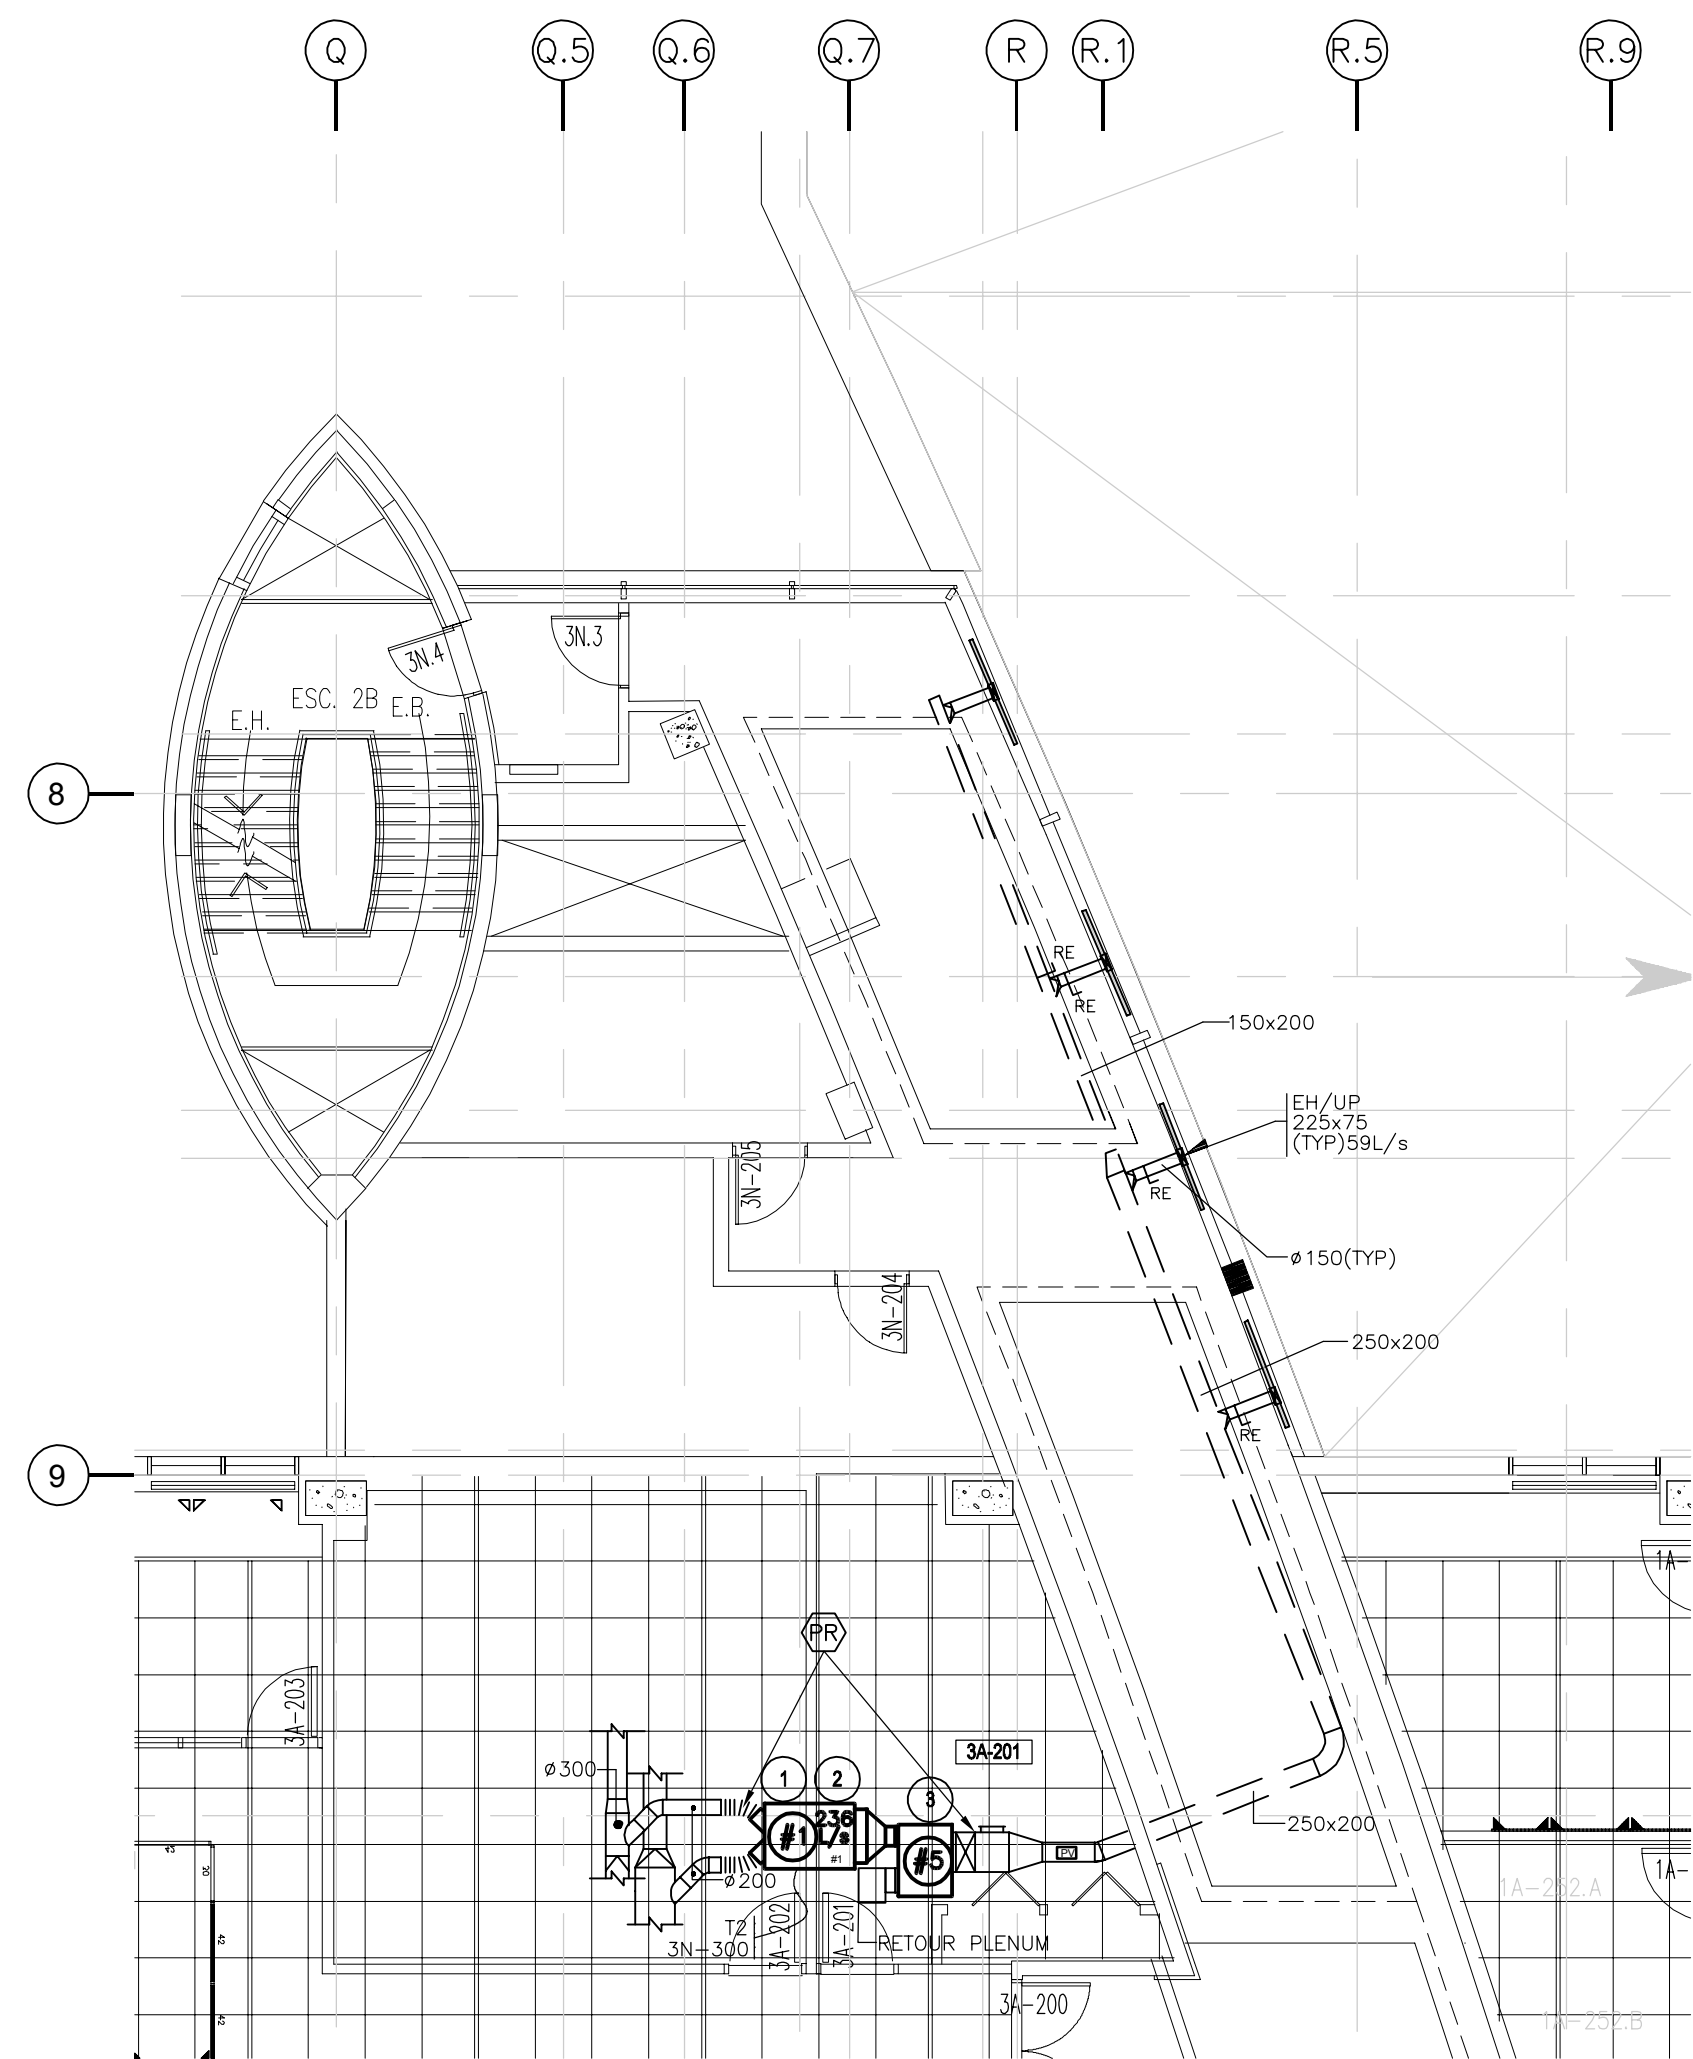 Q
Q.5
Q.6
Q.7
R
R.1
R.5
R.9
3N.3
3N.4
ESC. 2B
E.H.
E.B.
8
RE
RE
150x200
EH/UP
225x75
(TYP)59L/s
3N-205
RE
ø150(TYP)
3N-204
250x200
RE
9
1A-
PR
3A-203
3A-201
ø300
1
2
3
236
L/s
#1
#1
#5
PV
250x200
1A-
20
ø200
1A-252.A
3A-202
3A-201
T2
3N-300
RETOUR PLENUM
42
3A-200
42
1A-252.B